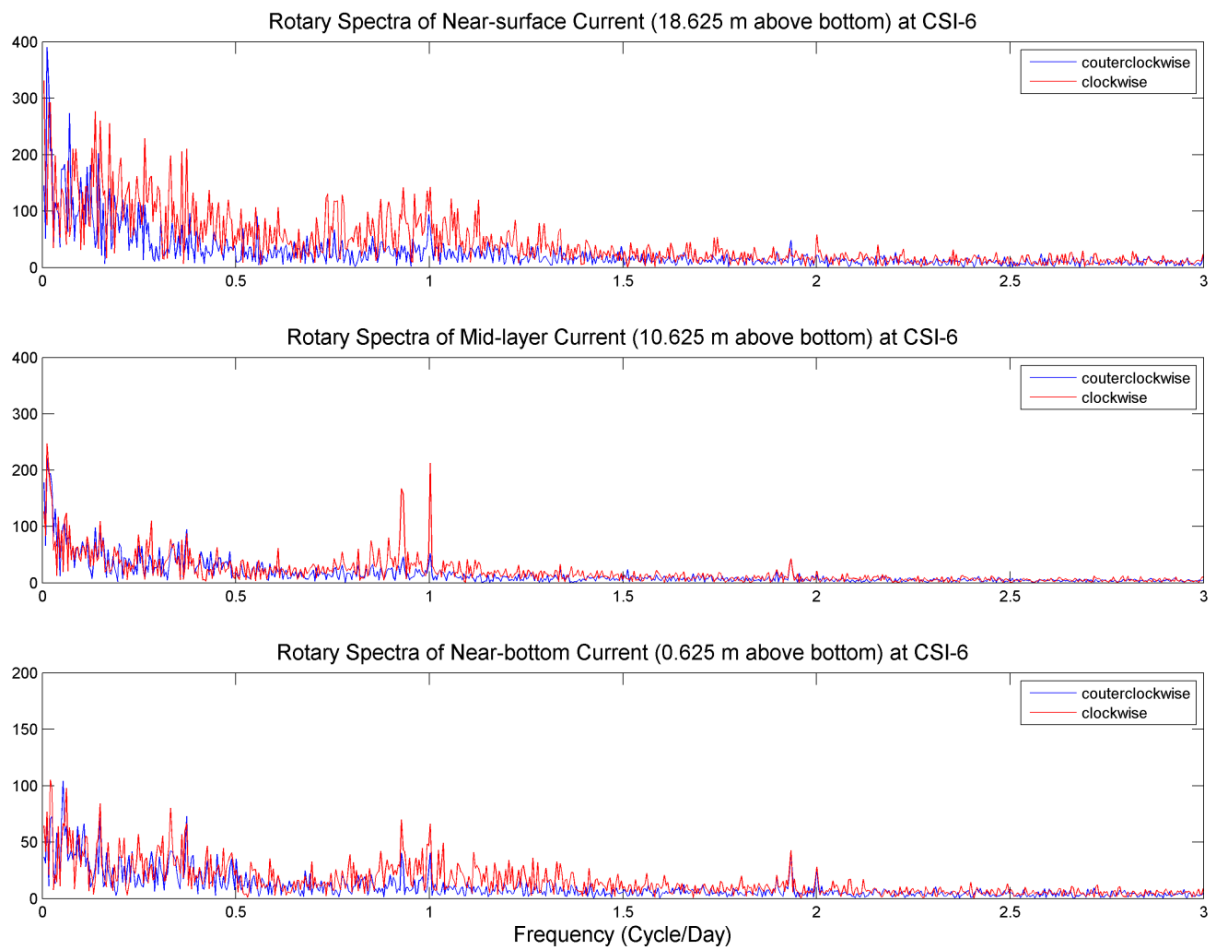 Rotary Spectra of Near-surface Current (18.625 m above bottom) at CSI-6
400
300
200
100
0
0 0.5 1 1.5 2 2.5 3
couterclockwise
clockwise
Rotary Spectra of Mid-layer Current (10.625 m above bottom) at CSI-6
400
300
200
100
0
0 0.5 1 1.5 2 2.5 3
couterclockwise
clockwise
Rotary Spectra of Near-bottom Current (0.625 m above bottom) at CSI-6
200
150
100
50
0
0 0.5 1 1.5 2 2.5 3
couterclockwise
clockwise
Frequency (Cycle/Day)